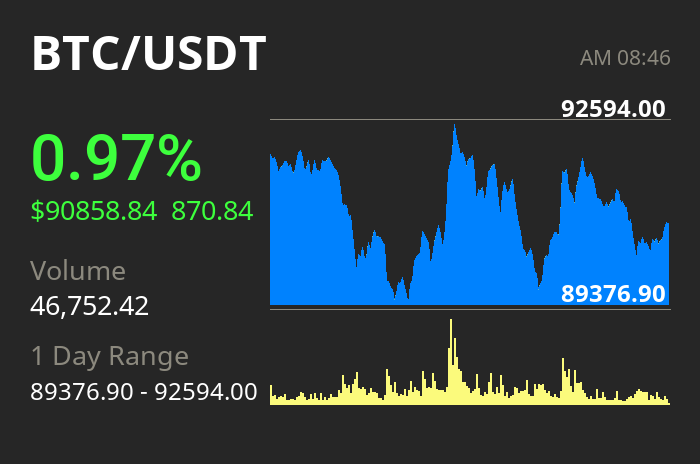 BTC/USDT
AM 08:46
92594.00
0.97%
$90858.84 870.84
Volume
46,752.42
89376.90
1 Day Range
89376.90 - 92594.00